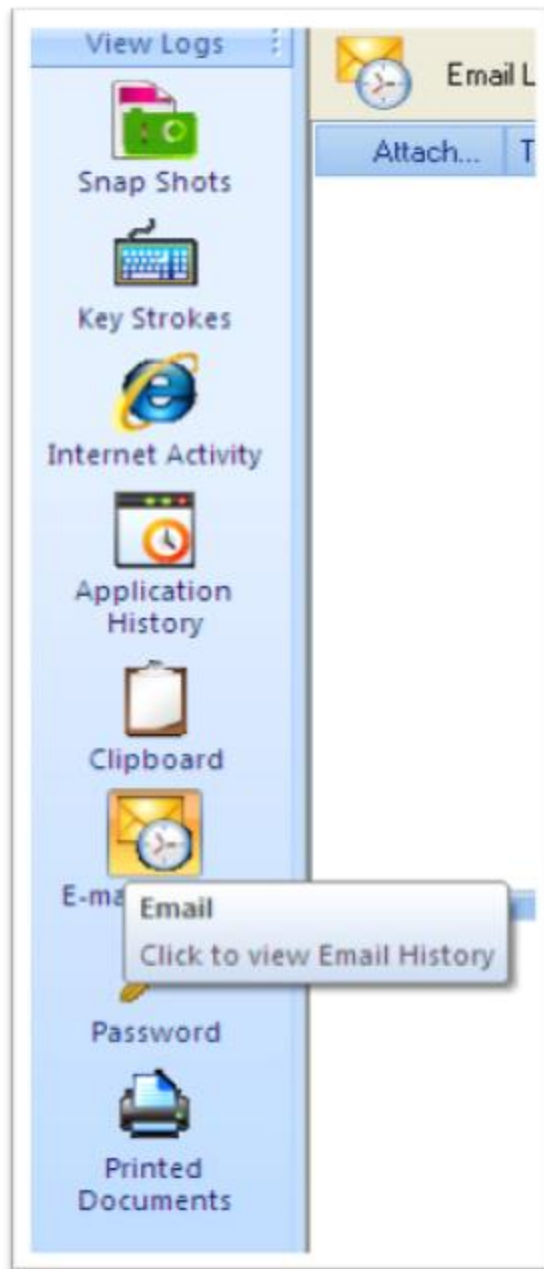 View Logs
Email L
Attach... T
Snap Shots
Key Strokes
Internet Activity
Application
History
Clipboard
E-ma
Email
Click to view Email History
Password
Printed
Documents